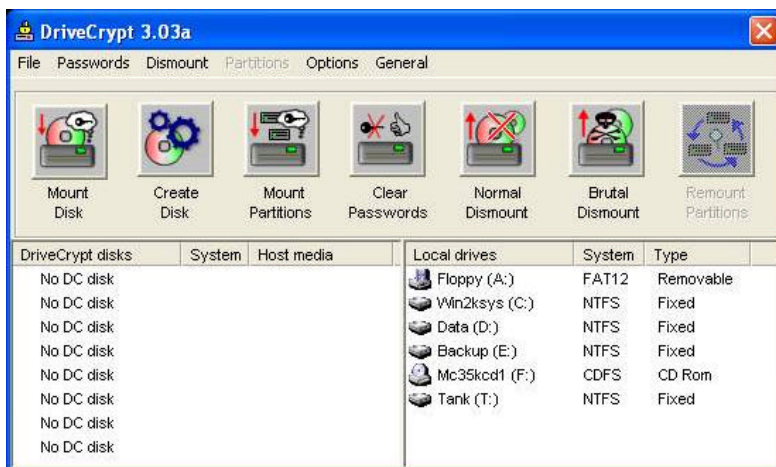 DriveCrypt 3.03a
File Passwords Dismount Partitions Options General
Mount Disk
Create Disk
Mount Partitions
Clear Passwords
Normal Dismount
Brutal Dismount
Remount Partitions
DriveCrypt disks System Host media
No DC disk
No DC disk
No DC disk
No DC disk
No DC disk
No DC disk
No DC disk
No DC disk
Local drives System Type
Floppy (A:) FAT12 Removable
Win2ksys (C:) NTFS Fixed
Data (D:) NTFS Fixed
Backup (E:) NTFS Fixed
Mc35kcd1 (F:) CDFS CD Rom
Tank (T:) NTFS Fixed